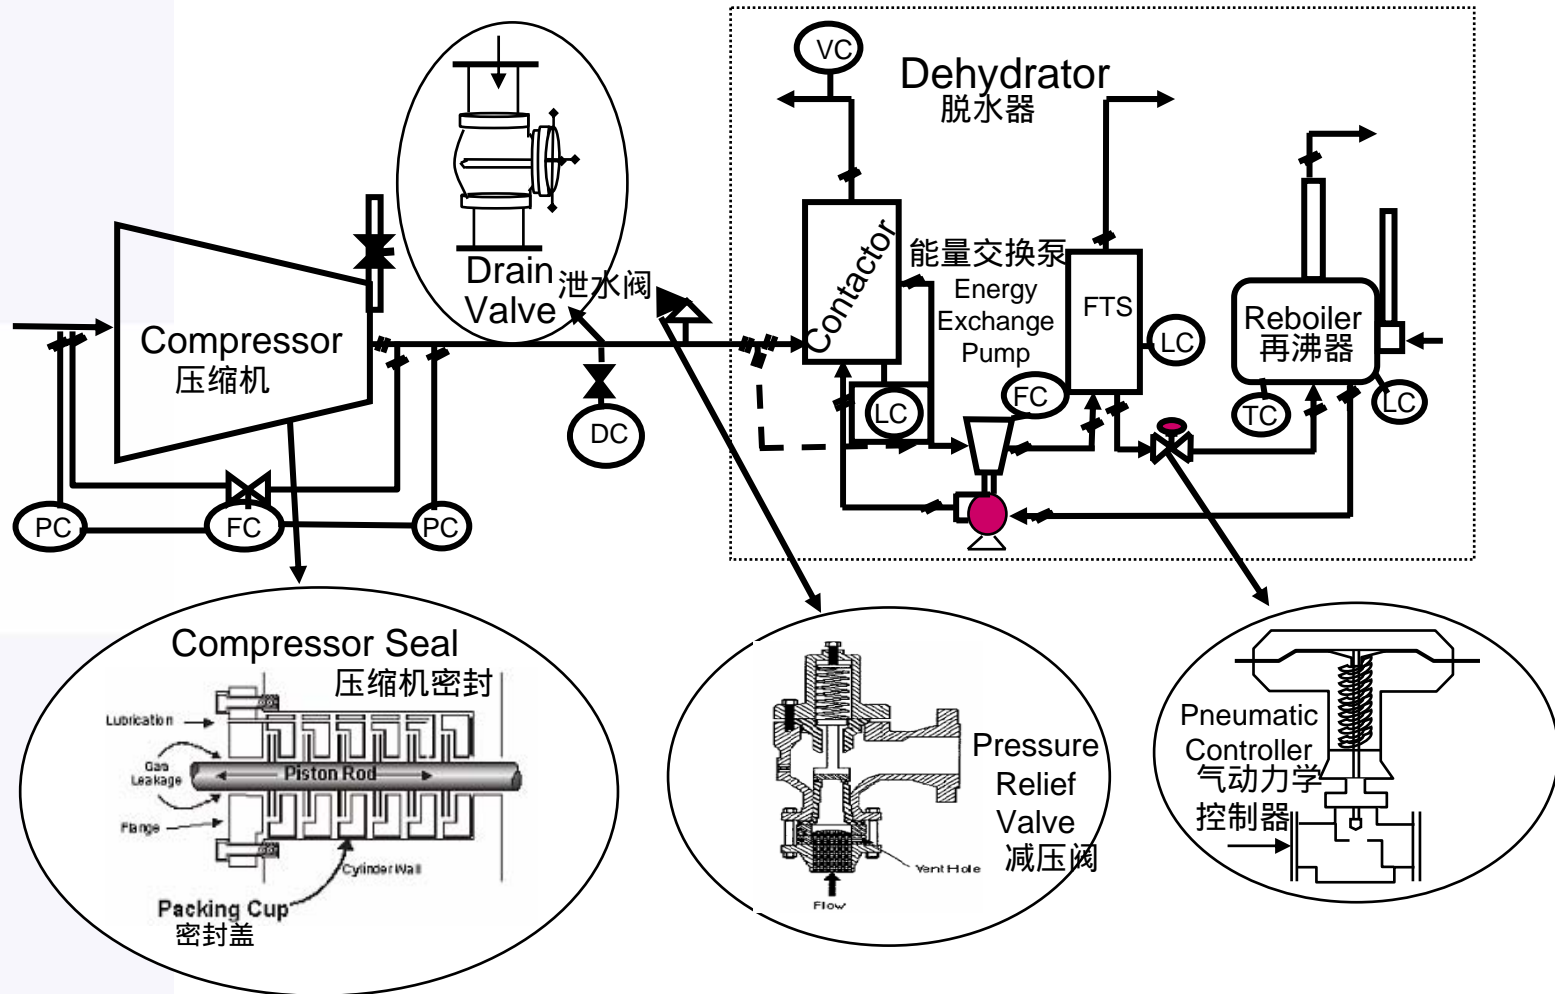 VC
Dehydrator
脱水器
Drain
Valve
泄水阀
Compressor
压缩机
Contactor
能量交换泵
Energy
Exchange
Pump
FTS
LC
Reboiler
再沸器
FC
LC
TC
LC
DC
PC
FC
PC
Compressor Seal
压缩机密封
Lubrication
Gas
Leakage
Piston Rod
Flange
Cylinder Wall
Packing Cup
密封盖
Pressure
Relief
Valve
减压阀
Vent Hole
Flow
Pneumatic
Controller
气动力学
控制器